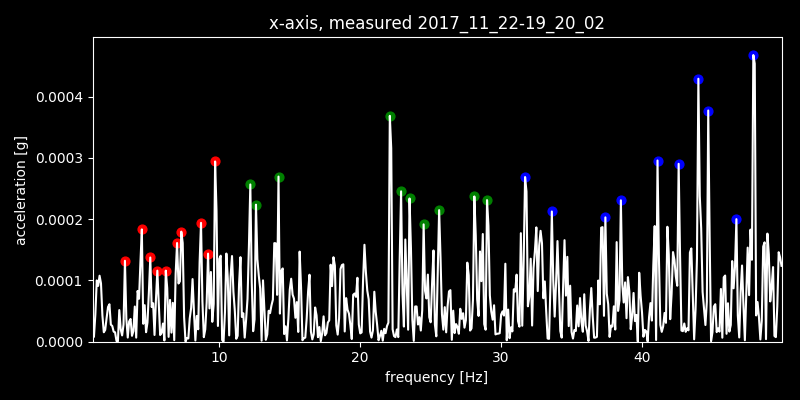 x-axis, measured 2017_11_22-19_20_02
acceleration [g]
0.0004
0.0003
0.0002
0.0001
0.0000
10 20 30 40
frequency [Hz]